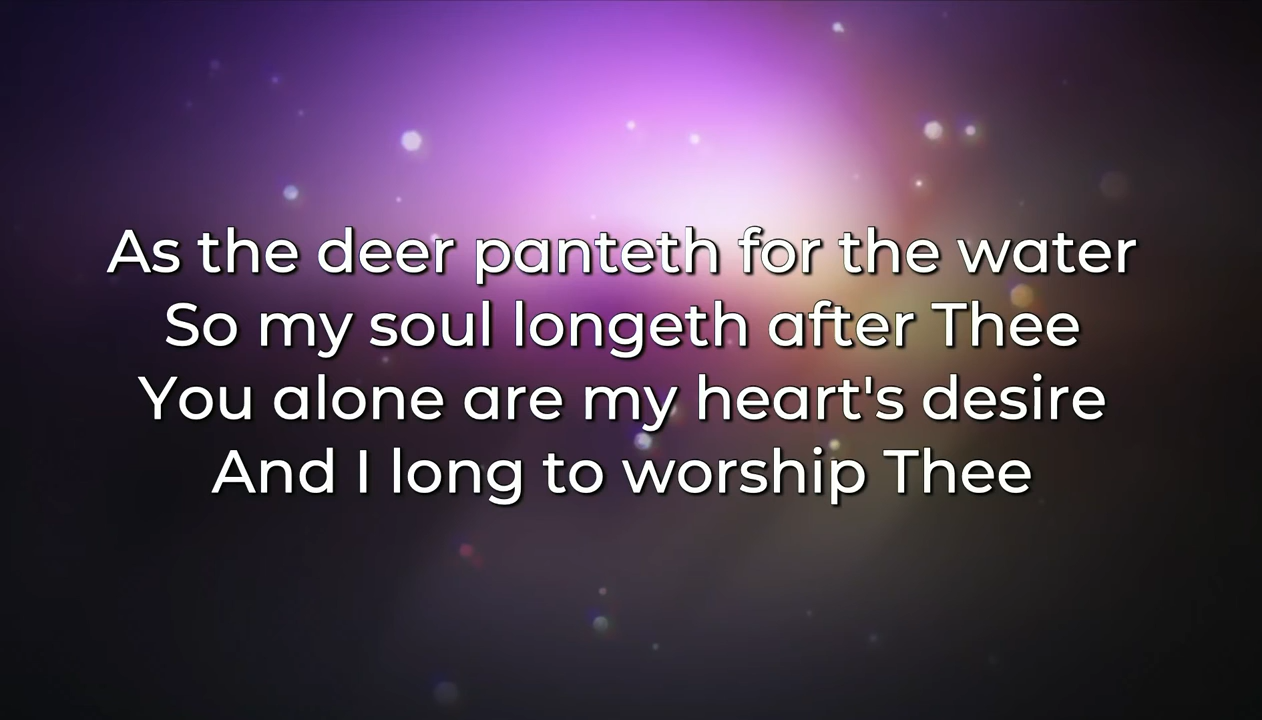 As the deer panteth for the water
So my soul longeth after Thee
You alone are my heart's desire
And I long to worship Thee